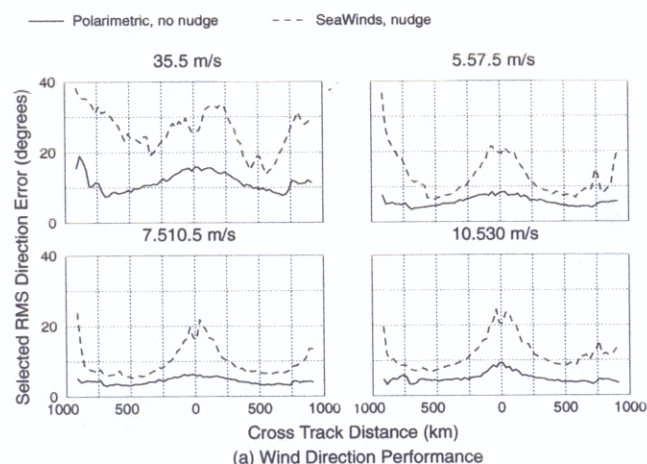 Polarimetric, no nudge SeaWinds, nudge
35.5 m/s 5.57.5 m/s
40
20
0
7.510.5 m/s 10.530 m/s
40
20
0
1000 500 0 500 1000 1000 500 0 500 1000
Selected RMS Direction Error (degrees)
Cross Track Distance (km)
(a) Wind Direction Performance